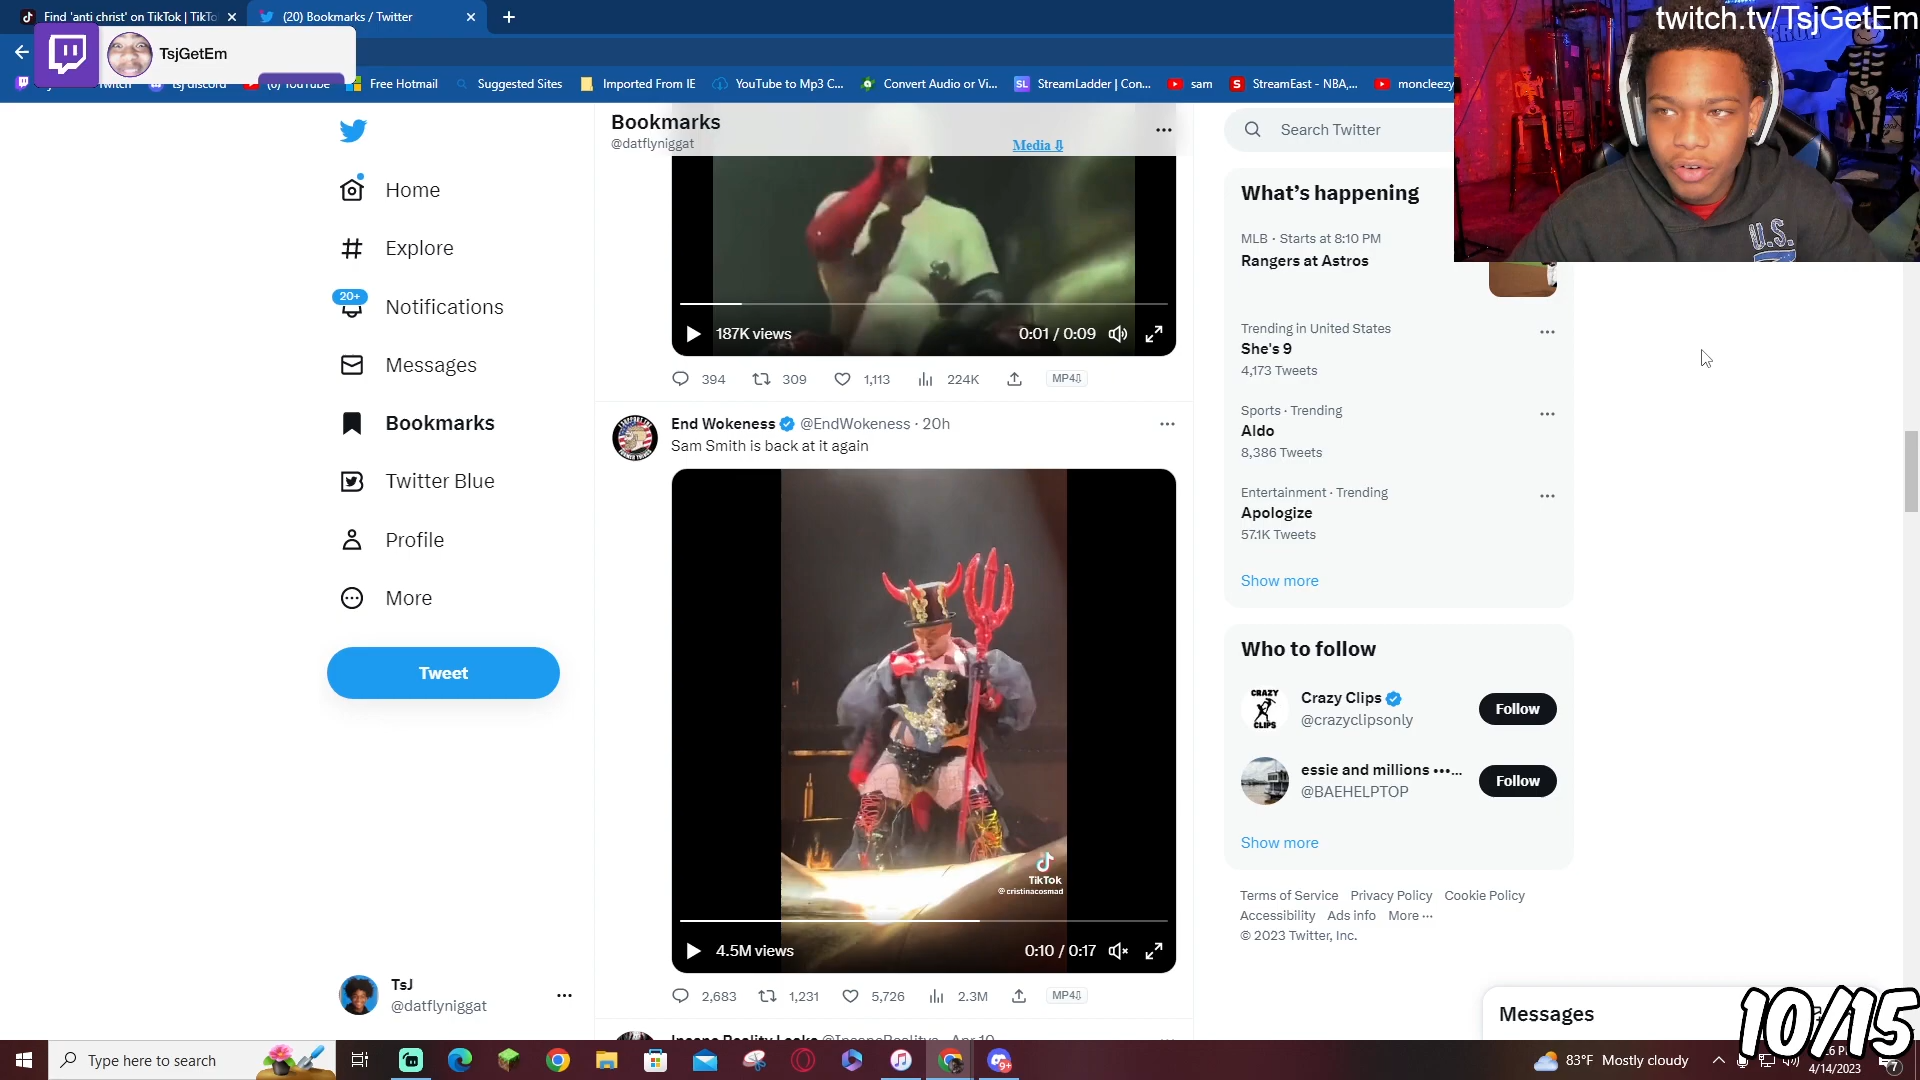 Find 'anti christ' on TikTok | TikTo
(20) Bookmarks / Twitter
twitch.tv/TsjGetEm
TsjGetEm
Free Hotmail
Suggested Sites
Imported From IE
YouTube to Mp3 C...
Convert Audio or Vi...
StreamLadder | Con...
sam
StreamEast - NBA,...
moncleezy
Bookmarks
@datflyniggat
Media ⇩
Search Twitter
Home
Explore
20+
Notifications
Messages
Bookmarks
Twitter Blue
Profile
More
Tweet
187K views
0:01 / 0:09
394
309
1,113
224K
MP4⇩
End Wokeness @EndWokeness · 20h
Sam Smith is back at it again
TikTok
@cristinacosmad
4.5M views
0:10 / 0:17
2,683
1,231
5,726
2.3M
MP4⇩
What's happening
MLB · Starts at 8:10 PM
Rangers at Astros
Trending in United States
She's 9
4,173 Tweets
Sports · Trending
Aldo
8,386 Tweets
Entertainment · Trending
Apologize
57.1K Tweets
Show more
Who to follow
CRAZY
CLIPS
Crazy Clips
@crazyclipsonly
Follow
essie and millions •••...
@BAEHELPTOP
Follow
Show more
Terms of Service Privacy Policy Cookie Policy
Accessibility Ads info More ···
© 2023 Twitter, Inc.
U.S.
TsJ
@datflyniggat
Messages
10/15
Type here to search
9+
83°F Mostly cloudy
4/14/2023
7